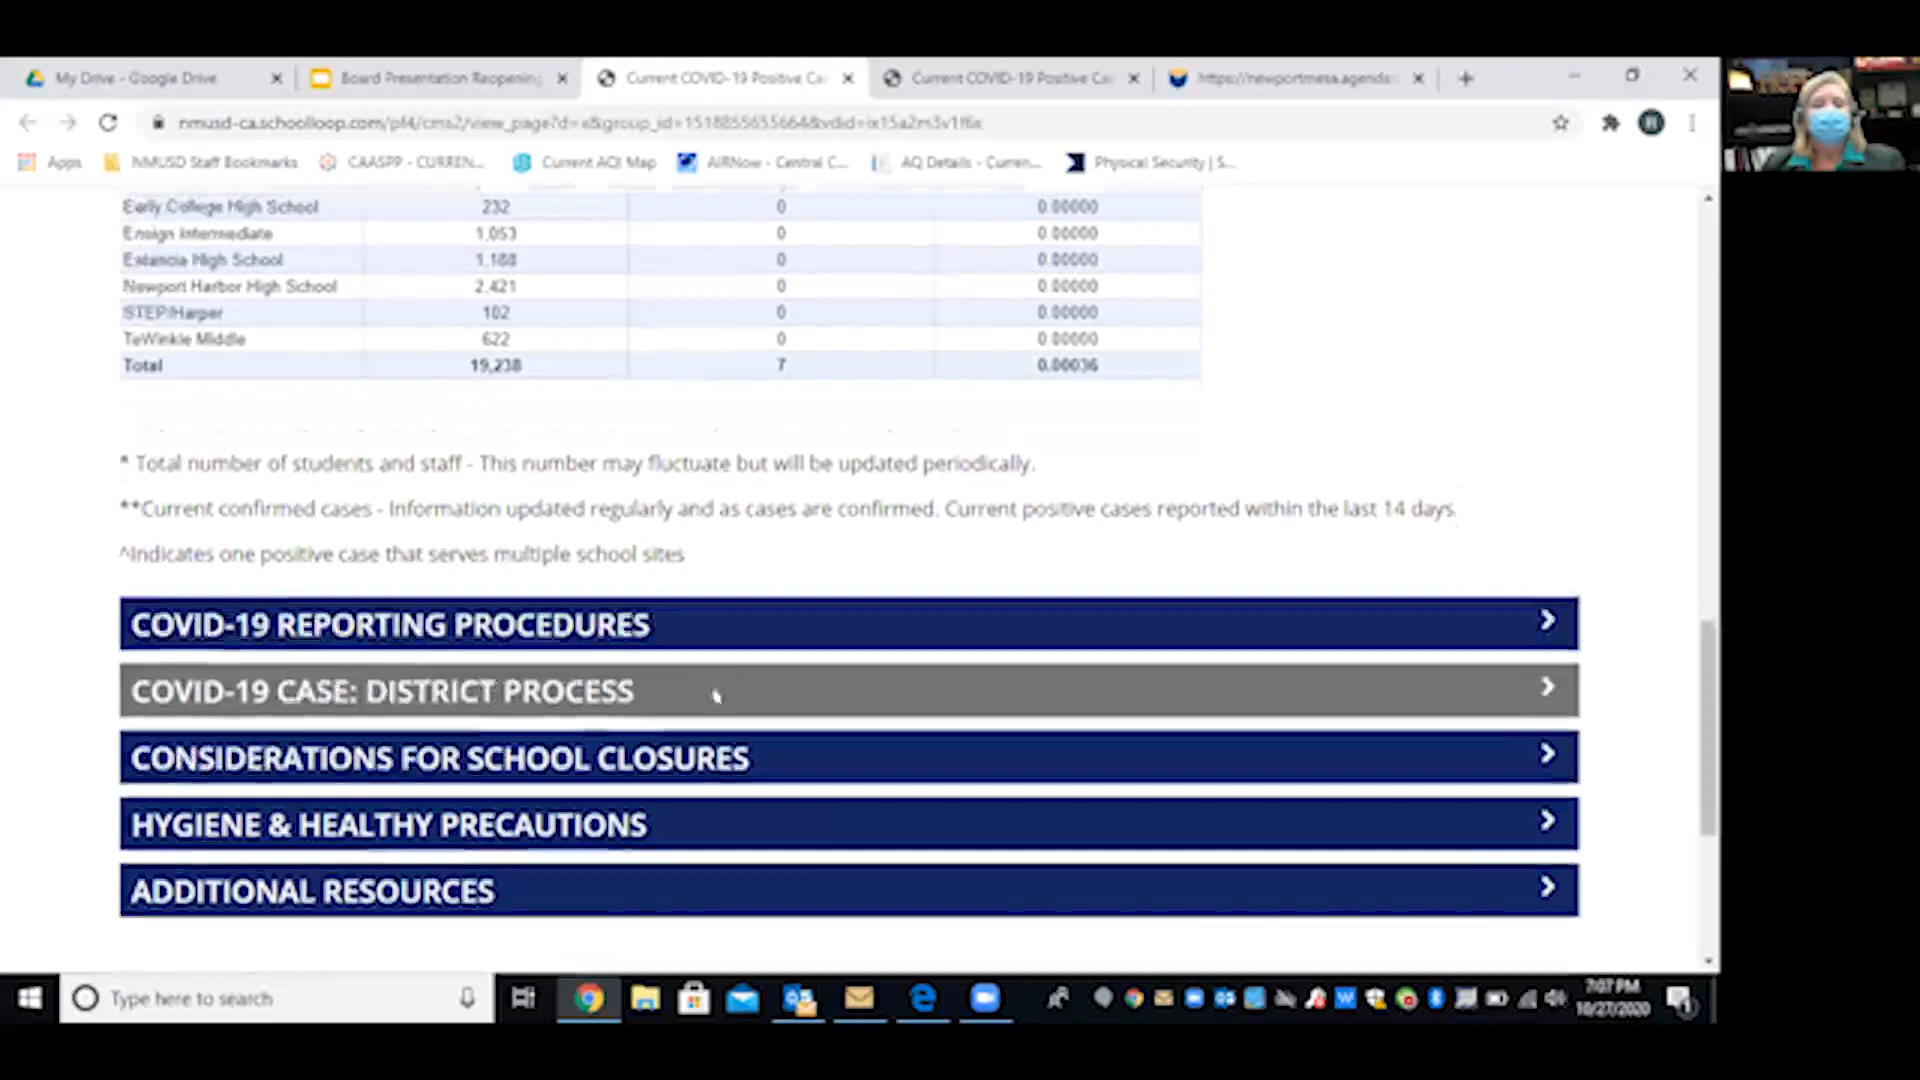 My Drive - Google Drive
Board Presentation Reopening
Current COVID-19 Positive Ca
Current COVID-19 Positive Ca
https://newportmesa.agenda
Apps
NMUSD Staff Bookmarks
CAASPP - CURREN...
Current AQI Map
AIRNow - Central C...
AQ Details - Curren...
Physical Security | S...
Early College High School 232 0 0.00000
Ensign Intermediate 1,053 0 0.00000
Estancia High School 1,188 0 0.00000
Newport Harbor High School 2,421 0 0.00000
STEP/Harper 102 0 0.00000
TeWinkle Middle 622 0 0.00000
Total 19,238 7 0.00036
* Total number of students and staff - This number may fluctuate but will be updated periodically.
**Current confirmed cases - Information updated regularly and as cases are confirmed. Current positive cases reported within the last 14 days.
^Indicates one positive case that serves multiple school sites
COVID-19 REPORTING PROCEDURES
COVID-19 CASE: DISTRICT PROCESS
CONSIDERATIONS FOR SCHOOL CLOSURES
HYGIENE & HEALTHY PRECAUTIONS
ADDITIONAL RESOURCES
Type here to search
7:07 PM
10/27/2020